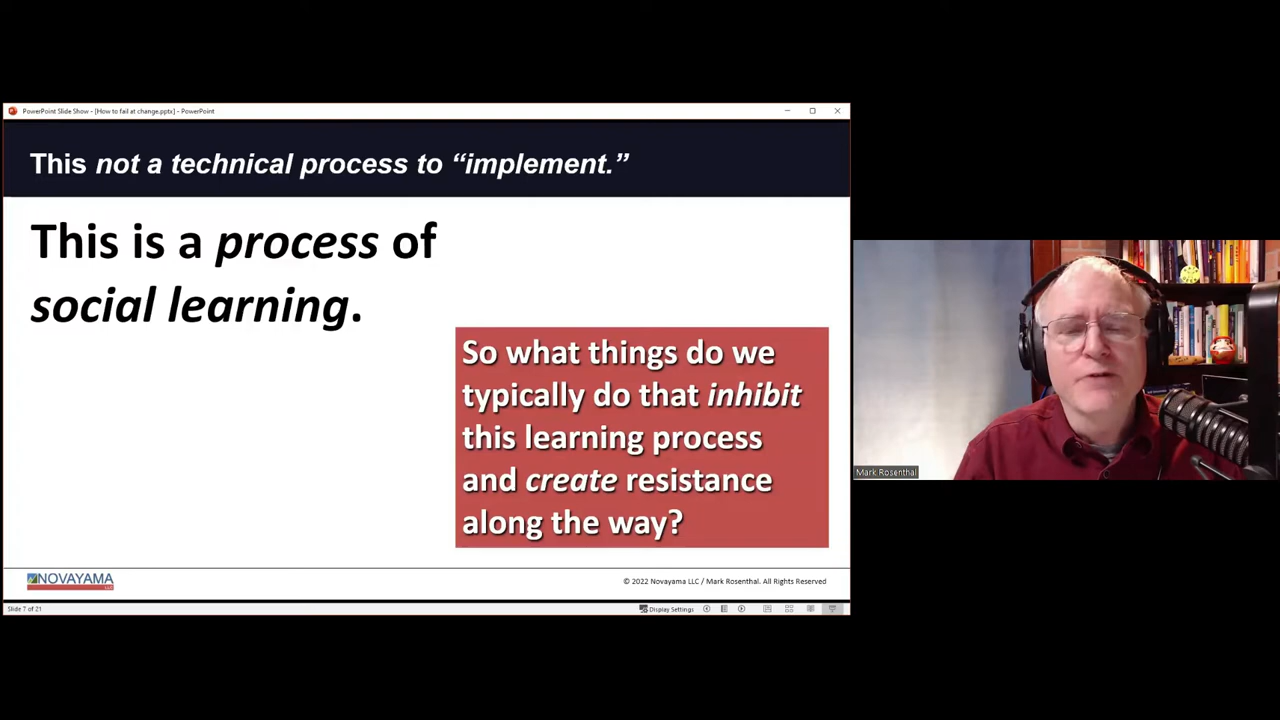 PowerPoint Slide Show - [How to fail at change.pptx] - PowerPoint
This not a technical process to “implement.”
This is a process of
social learning.
So what things do we
typically do that inhibit
this learning process
and create resistance
along the way?
NOVAYAMA
LLC
© 2022 Novayama LLC / Mark Rosenthal. All Rights Reserved
Slide 7 of 21
Display Settings
Mark Rosenthal